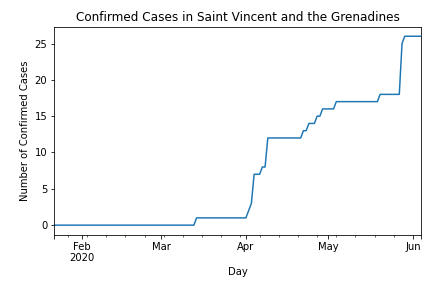 Confirmed Cases in Saint Vincent and the Grenadines
Number of Confirmed Cases
25
20
15
10
5
0
Feb
2020
Mar
Apr
May
Jun
Day